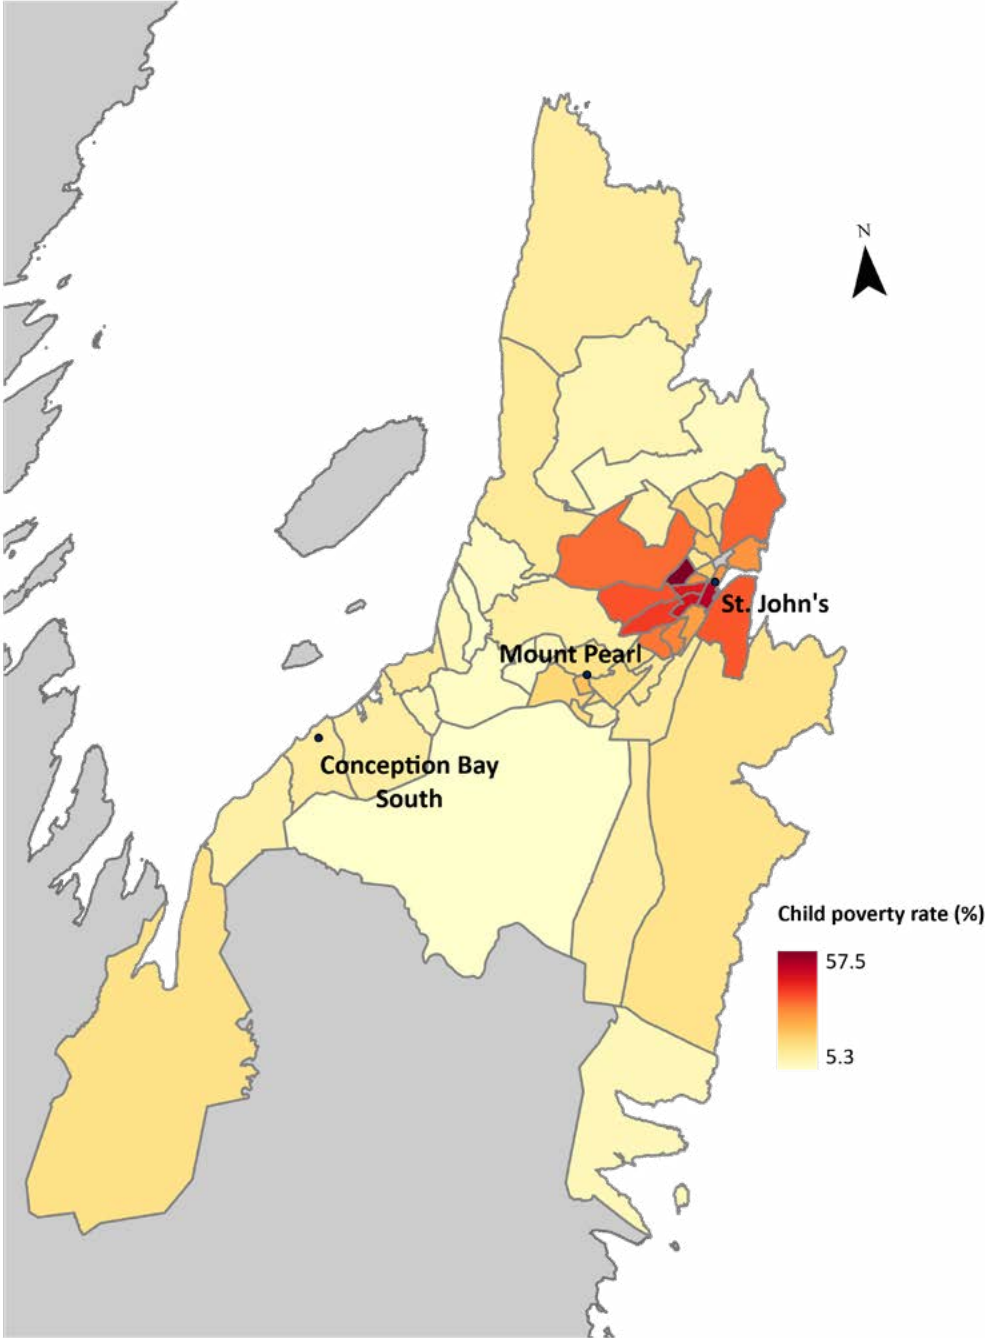 N
St. John's
Mount Pearl
Conception Bay
South
Child poverty rate (%)
57.5
5.3